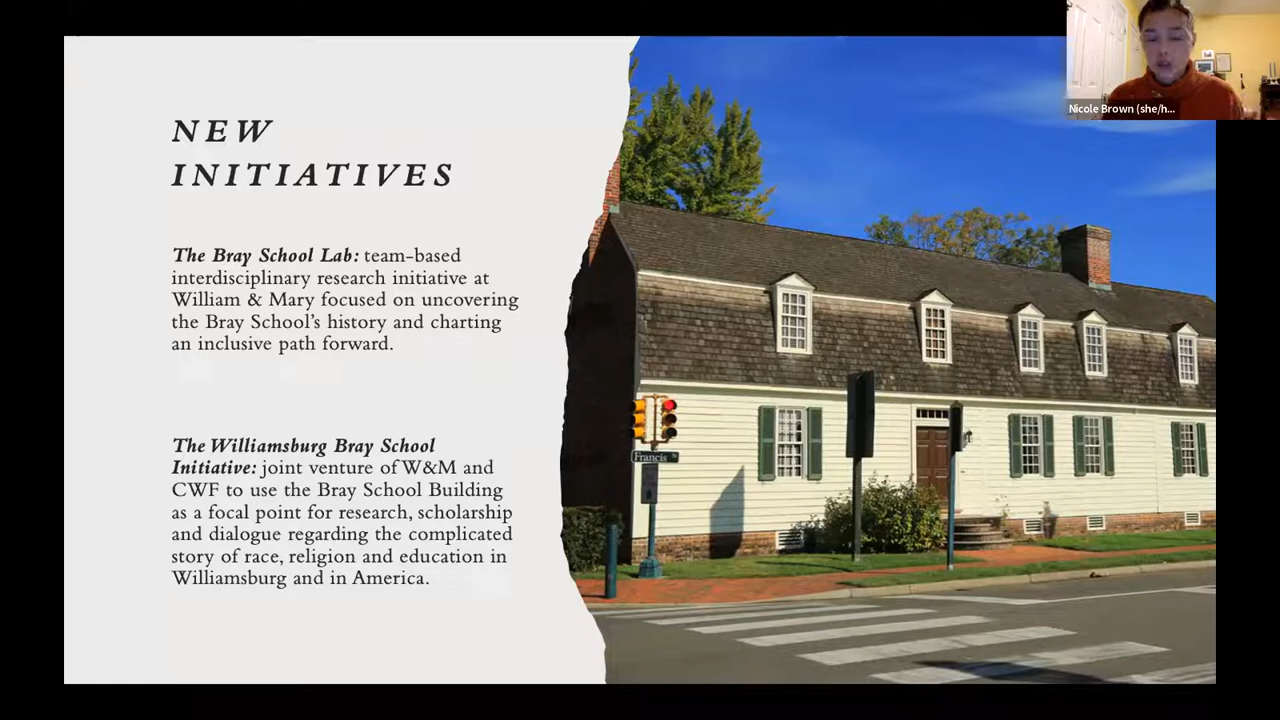 NEW
INITIATIVES
The Bray School Lab: team-based
interdisciplinary research initiative at
William & Mary focused on uncovering
the Bray School's history and charting
an inclusive path forward.
The Williamsburg Bray School
Initiative: joint venture of W&M and
CWF to use the Bray School Building
as a focal point for research, scholarship
and dialogue regarding the complicated
story of race, religion and education in
Williamsburg and in America.
Francis
Nicole Brown (she/h...